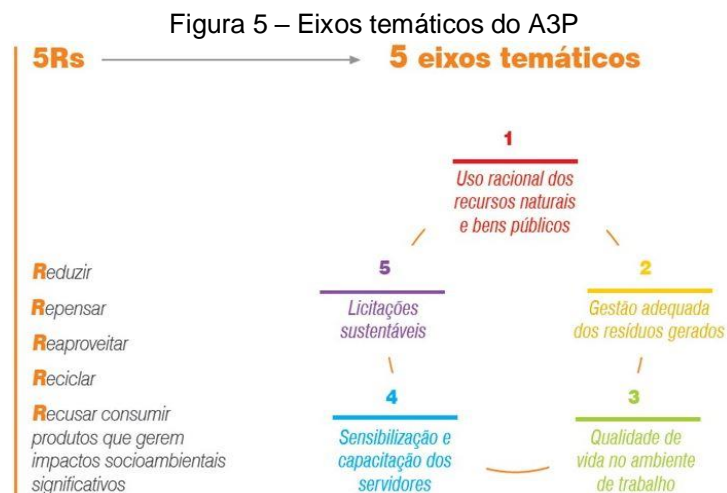 Figura 5 – Eixos temáticos do A3P
5Rs
5 eixos temáticos
Reduzir
Repensar
Reaproveitar
Reciclar
Recusar consumir
produtos que gerem
impactos socioambientais
significativos
1
Uso racional dos
recursos naturais
e bens públicos
2
Gestão adequada
dos resíduos gerados
3
Qualidade de
vida no ambiente
de trabalho
4
Sensibilização e
capacitação dos
servidores
5
Licitações
sustentáveis